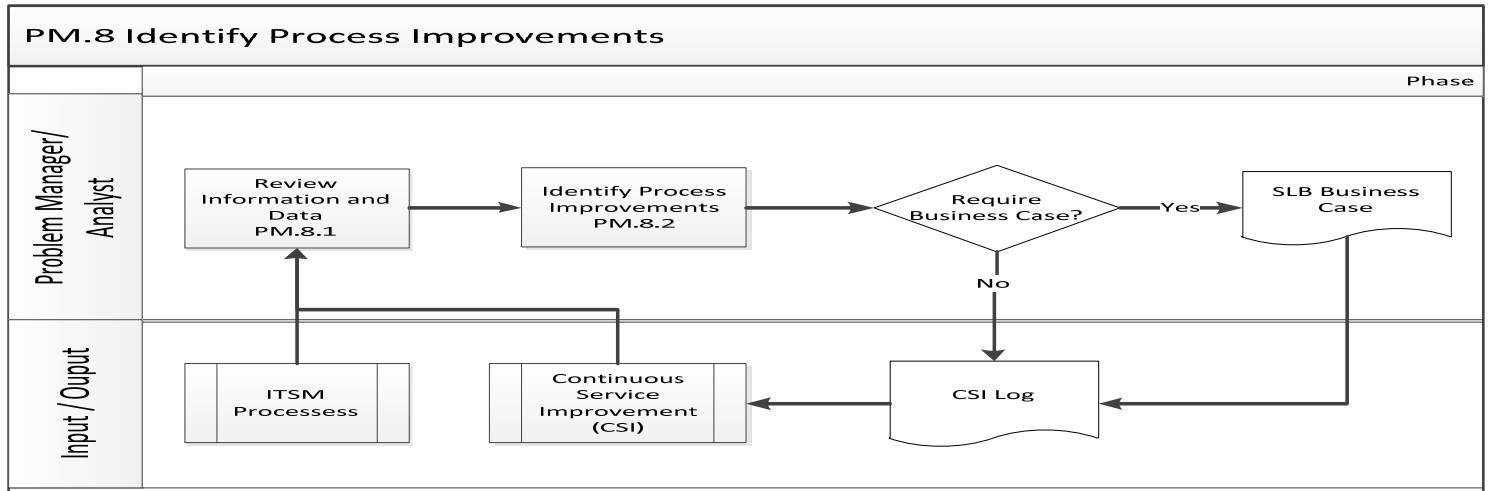 PM.8 Identify Process Improvements
Phase
Problem Manager/
Analyst
Review
Information and
Data
PM.8.1
Identify Process
Improvements
PM.8.2
Require
Business Case?
Yes
SLB Business
Case
No
Input / Ouput
ITSM
Processess
Continuous
Service
Improvement
(CSI)
CSI Log